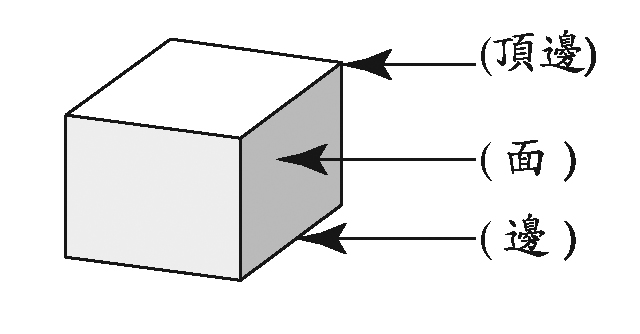 (頂邊)
( 面 )
( 邊 )